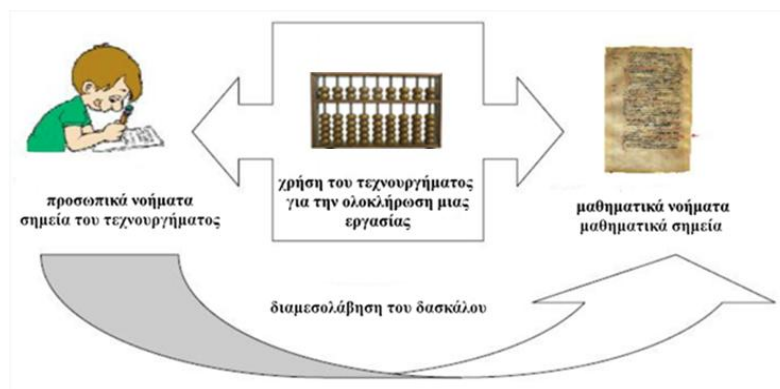 προσωπικά νοήματα
σημεία του τεχνουργήματος
χρήση του τεχνουργήματος
για την ολοκλήρωση μιας
εργασίας
μαθηματικά νοήματα
μαθηματικά σημεία
διαμεσολάβηση του δασκάλου